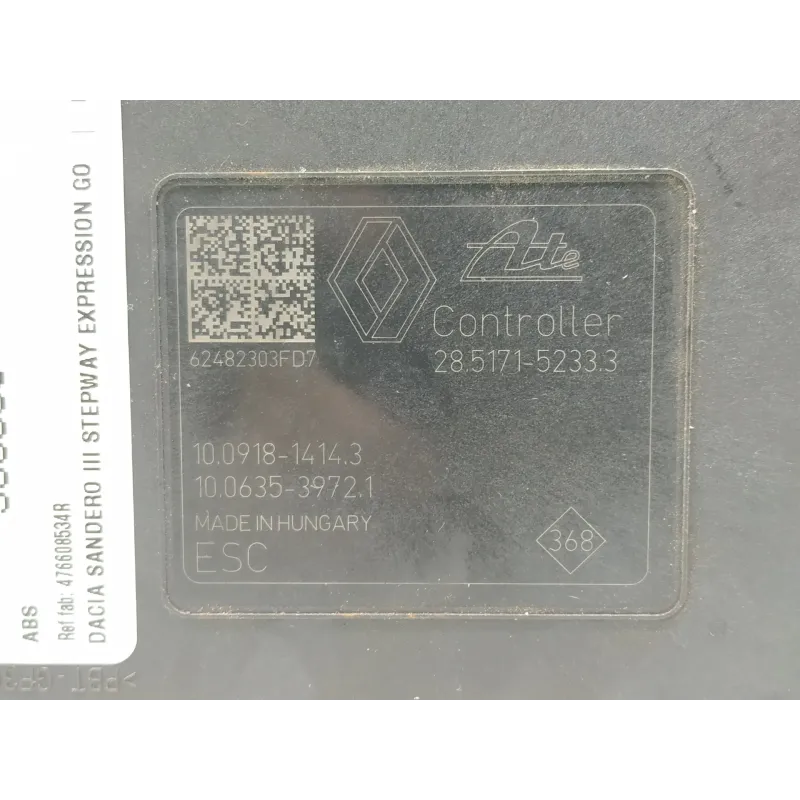 62482303FD7
Ate
Controller
28.5171-5233.3
10.0918-1414.3
10.0635-3972.1
MADE IN HUNGARY
ESC
368
ABS
Ref fab: 476608534R
DACIA SANDERO III STEPWAY EXPRESSION GO |